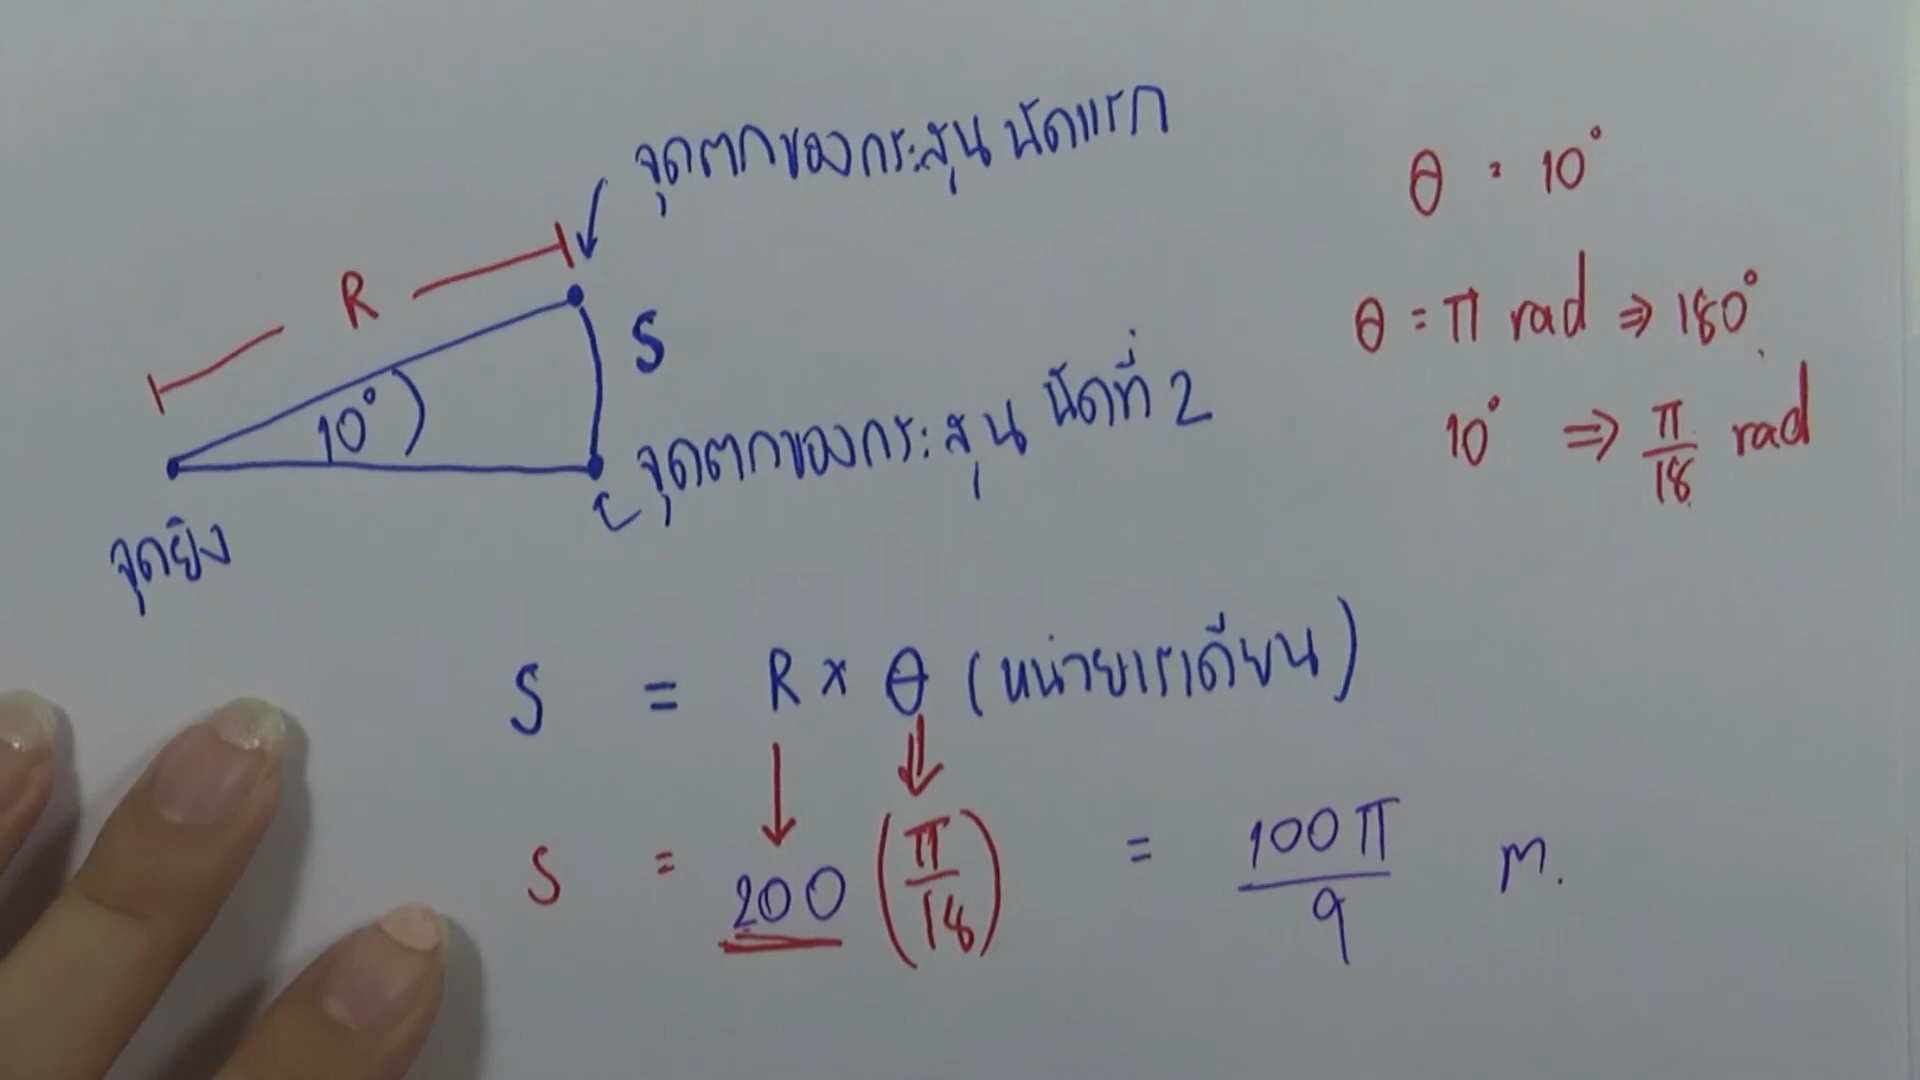 จุดตกของกระสุน นัดแรก
R
S
10°
จุดตกของกระสุน นัดที่ 2
จุดยิง
θ = 10°
θ = π rad ⇒ 180°
10° ⇒ π/18 rad
S = R × θ (หน่วยเรเดียน)
S = 200 (π/18) = 100π/9 m.